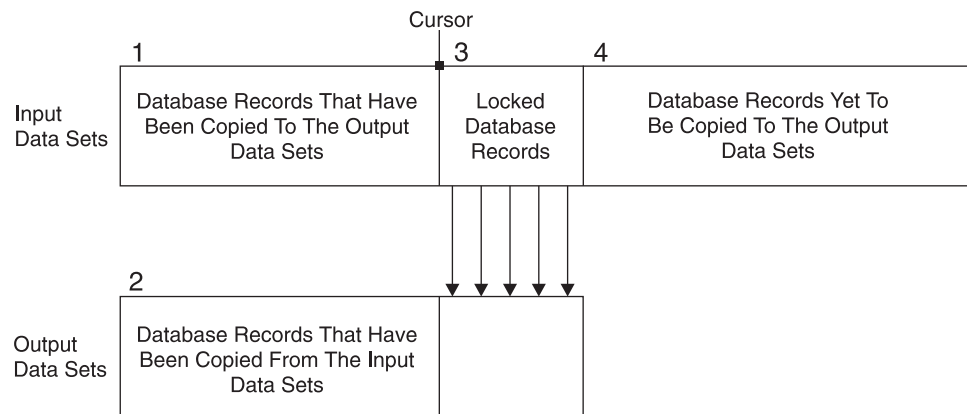 Cursor
1
3
4
Input
Data Sets
Database Records That Have
Been Copied To The Output
Data Sets
Locked
Database
Records
Database Records Yet To
Be Copied To The Output
Data Sets
2
Output
Data Sets
Database Records That Have
Been Copied From The Input
Data Sets